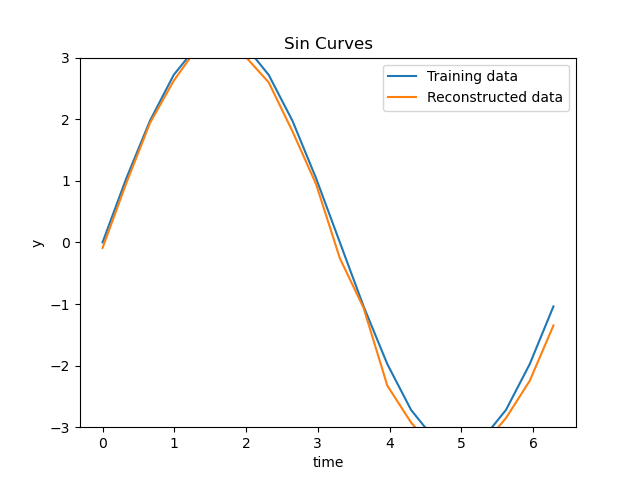 Sin Curves
Training data
Reconstructed data
3
2
1
0
−1
−2
−3
y
0 1 2 3 4 5 6
time